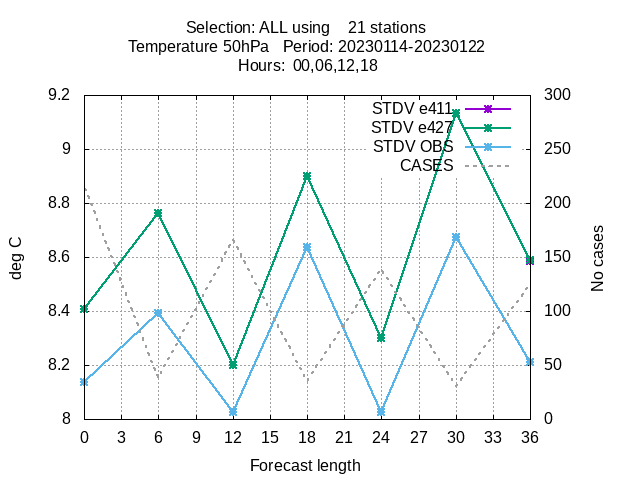 Selection: ALL using    21 stations
Temperature 50hPa   Period: 20230114-20230122
Hours:  00,06,12,18
STDV e411
STDV e427
STDV OBS
CASES
deg C
No cases
9.2
9
8.8
8.6
8.4
8.2
8
300
250
200
150
100
50
0
0 3 6 9 12 15 18 21 24 27 30 33 36
Forecast length